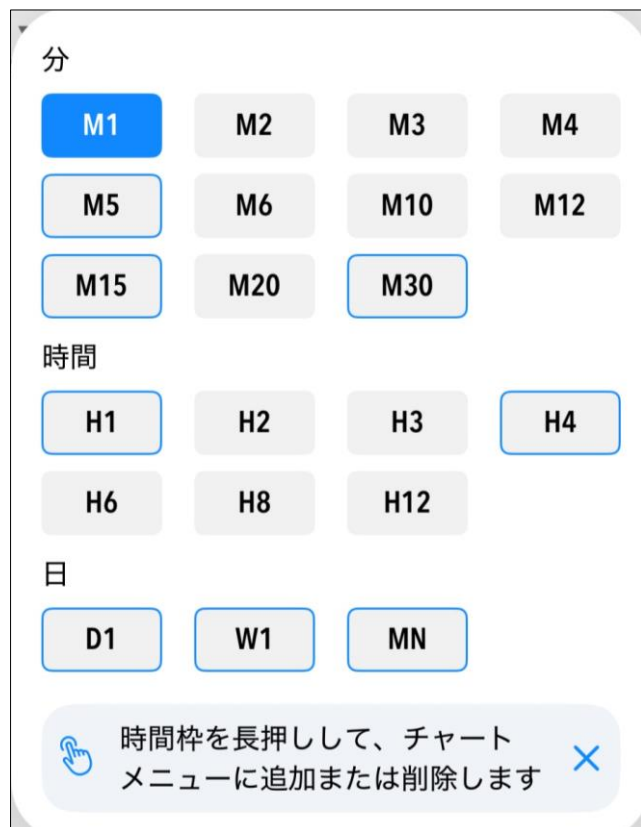 分
M1 M2 M3 M4
M5 M6 M10 M12
M15 M20 M30
時間
H1 H2 H3 H4
H6 H8 H12
日
D1 W1 MN
時間枠を長押しして、チャート
メニューに追加または削除します